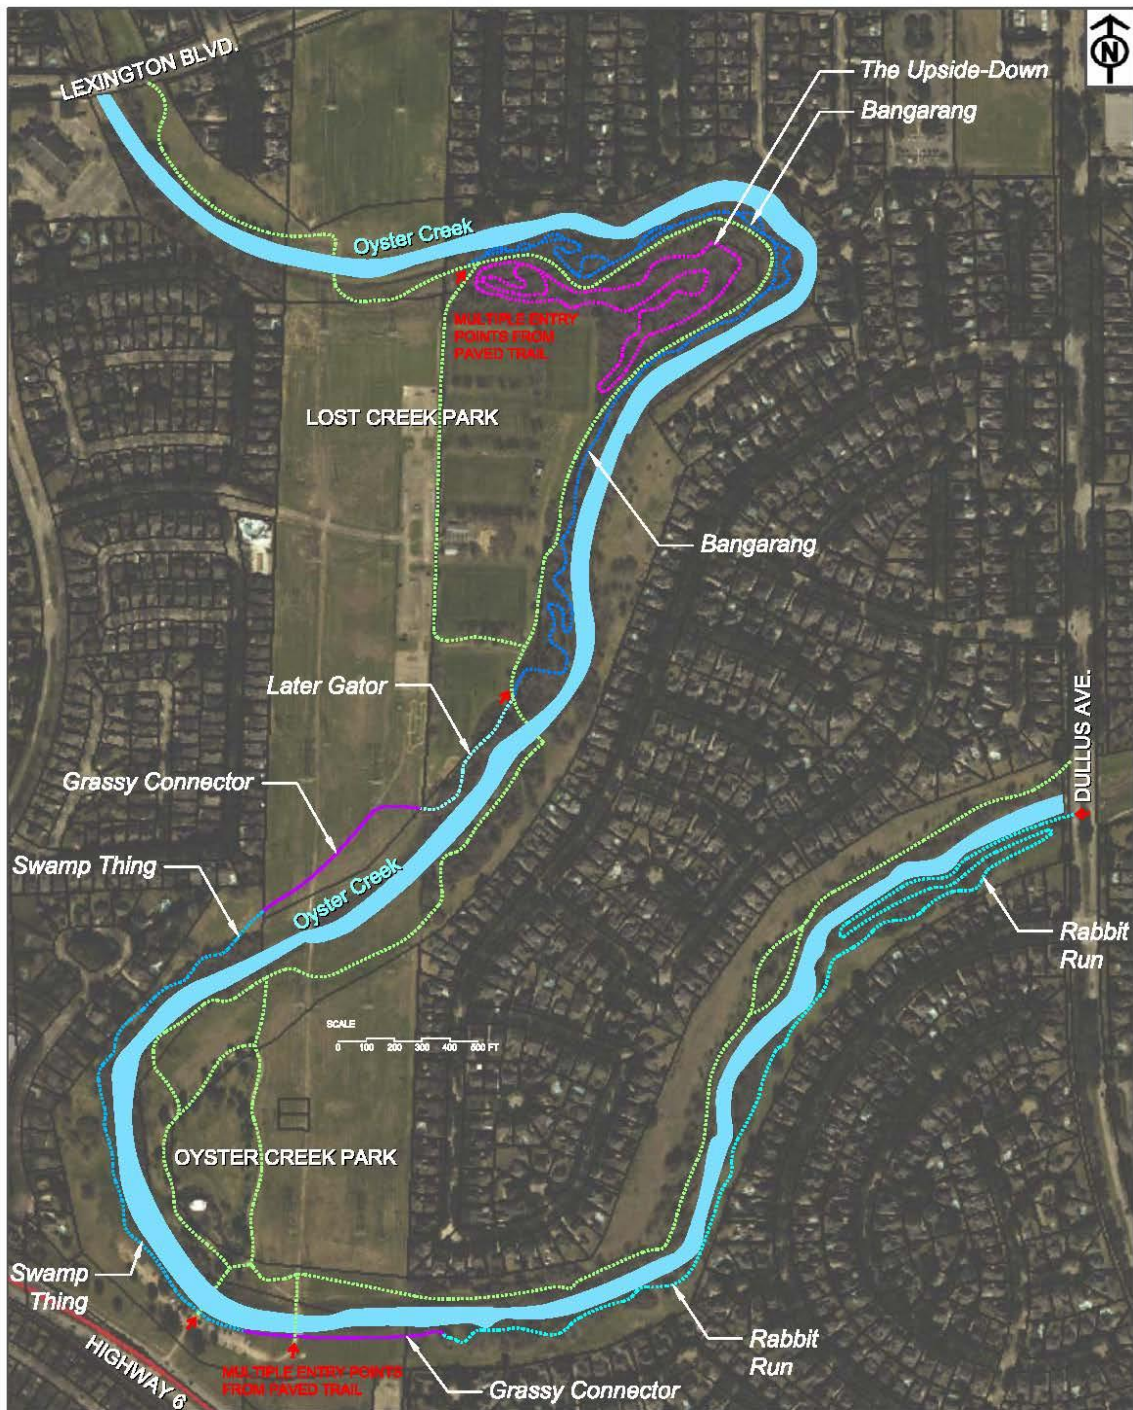 N
LEXINGTON BLVD.
The Upside-Down
Bangarang
Oyster Creek
MULTIPLE ENTRY
POINTS FROM
PAVED TRAIL
LOST CREEK PARK
Bangarang
Later Gator
DULLUS AVE.
Grassy Connector
Swamp Thing
Oyster Creek
Rabbit
Run
SCALE
0 100 200 300 400 500 FT
OYSTER CREEK PARK
Swamp
Thing
HIGHWAY 6
Rabbit
Run
MULTIPLE ENTRY POINTS
FROM PAVED TRAIL
Grassy Connector